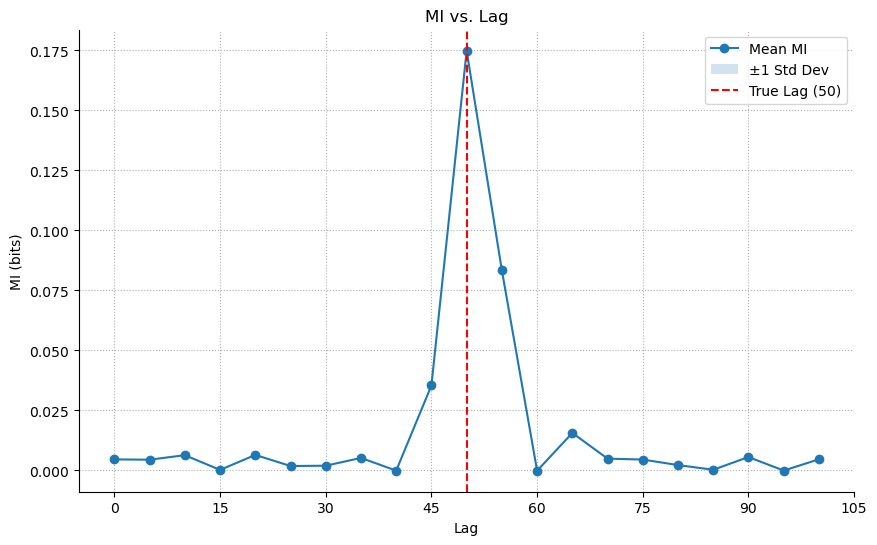 MI vs. Lag
Mean MI
±1 Std Dev
True Lag (50)
MI (bits)
0.175
0.150
0.125
0.100
0.075
0.050
0.025
0.000
0 15 30 45 60 75 90 105
Lag